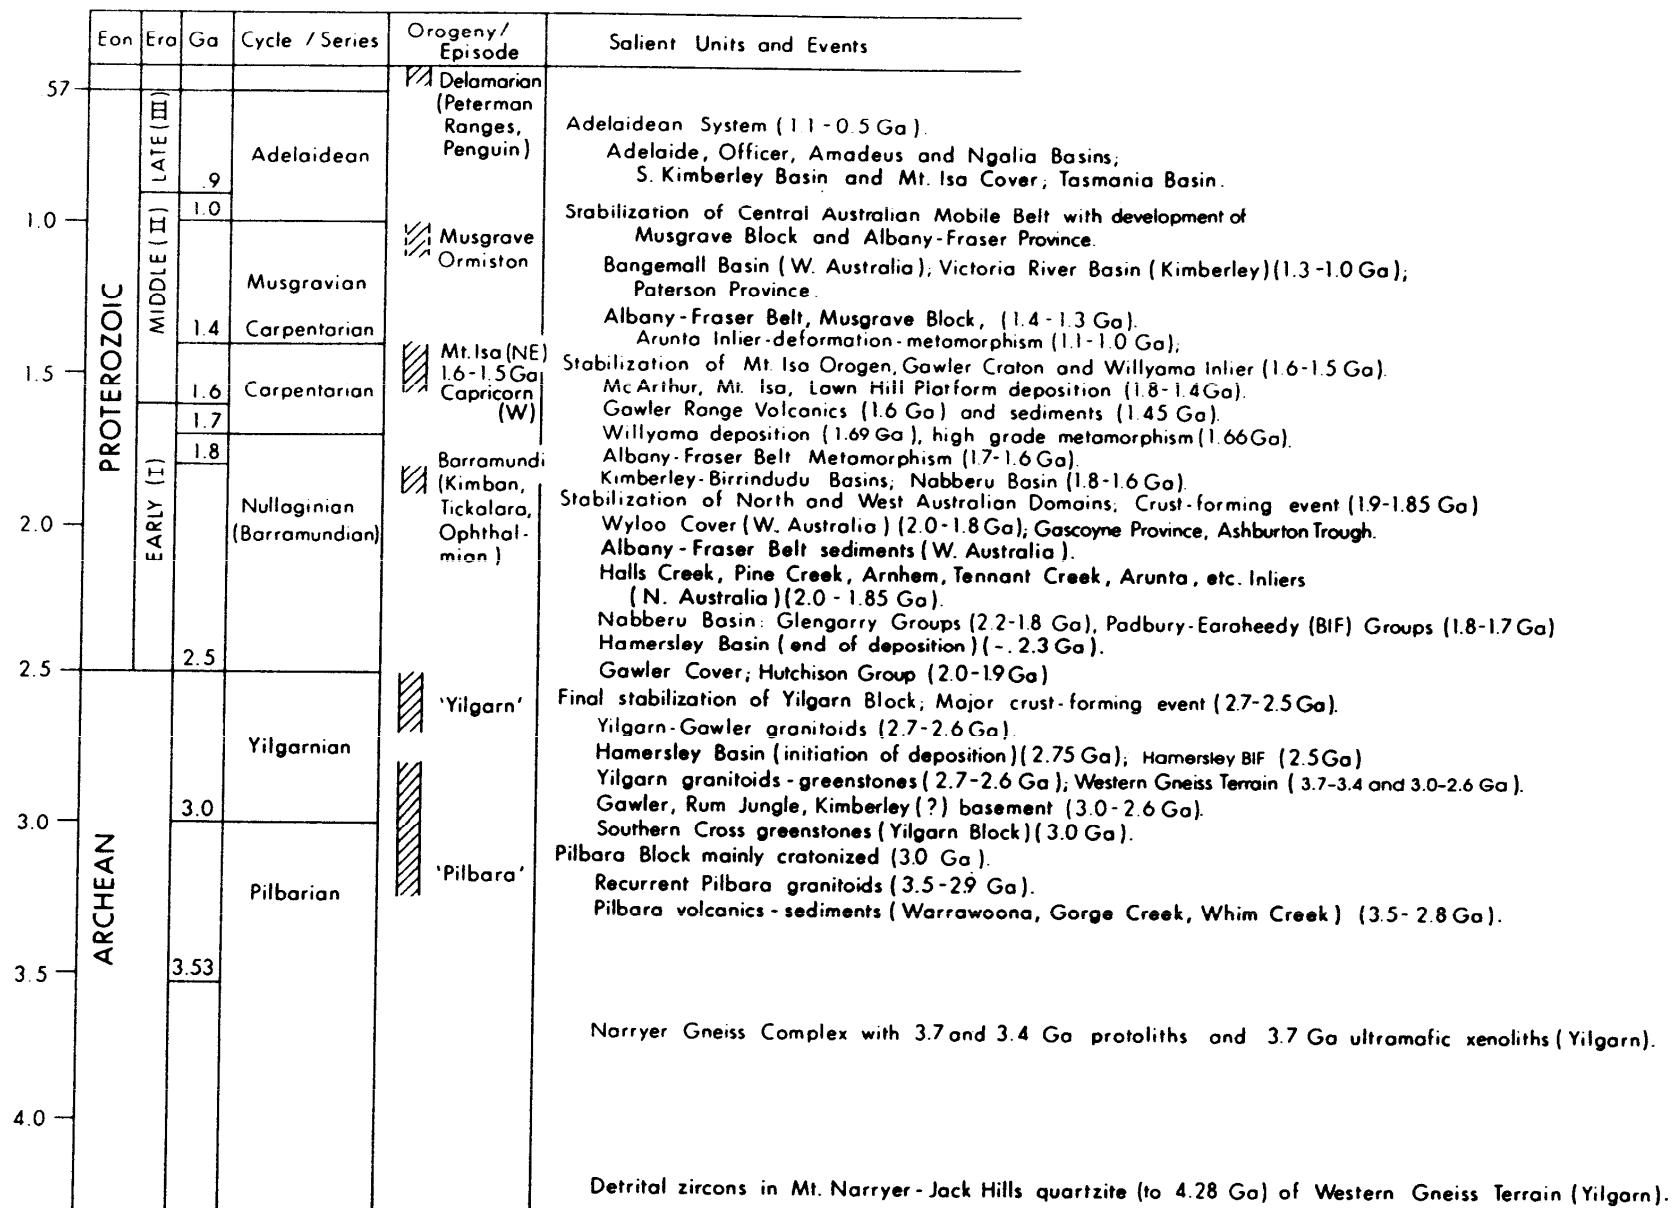 Eon Era Ga Cycle / Series Orogeny/ Episode Salient Units and Events
57
LATE (III)
Adelaidean
.9
Delamarian
(Peterman
Ranges,
Penguin)
Adelaidean System (1.1-0.5 Ga).
Adelaide, Officer, Amadeus and Ngalia Basins;
S. Kimberley Basin and Mt. Isa Cover; Tasmania Basin.
1.0
1.0
MIDDLE (II)
Musgravian
Musgrave
Ormiston
Stabilization of Central Australian Mobile Belt with development of
Musgrave Block and Albany-Fraser Province.
Bangemall Basin (W. Australia); Victoria River Basin (Kimberley)(1.3-1.0 Ga);
Paterson Province.
1.4
Carpentarian
Albany-Fraser Belt, Musgrave Block, (1.4-1.3 Ga).
Arunta Inlier-deformation-metamorphism (1.1-1.0 Ga);
PROTEROZOIC
1.5
1.6
Carpentarian
Mt. Isa (NE)
1.6-1.5 Ga
Capricorn
(W)
Stabilization of Mt. Isa Orogen, Gawler Craton and Willyama Inlier (1.6-1.5 Ga).
McArthur, Mt. Isa, Lawn Hill Platform deposition (1.8-1.4 Ga).
Gawler Range Volcanics (1.6 Ga) and sediments (1.45 Ga).
1.7
Willyama deposition (1.69 Ga), high grade metamorphism (1.66 Ga).
1.8
EARLY (I)
Nullaginian
(Barramundian)
Barramundi
(Kimban,
Tickalara,
Ophthal-
mian)
Albany-Fraser Belt Metamorphism (1.7-1.6 Ga).
Kimberley-Birrindudu Basins; Nabberu Basin (1.8-1.6 Ga).
Stabilization of North and West Australian Domains; Crust-forming event (1.9-1.85 Ga)
2.0
Wyloo Cover (W. Australia) (2.0-1.8 Ga); Gascoyne Province, Ashburton Trough.
Albany-Fraser Belt sediments (W. Australia).
Halls Creek, Pine Creek, Arnhem, Tennant Creek, Arunta, etc. Inliers
(N. Australia)(2.0-1.85 Ga).
Nabberu Basin: Glengarry Groups (2.2-1.8 Ga), Padbury-Earaheedy (BIF) Groups (1.8-1.7 Ga)
Hamersley Basin (end of deposition)(-. 2.3 Ga).
2.5
2.5
Gawler Cover; Hutchison Group (2.0-1.9 Ga)
ARCHEAN
Yilgarnian
'Yilgarn'
Final stabilization of Yilgarn Block; Major crust-forming event (2.7-2.5 Ga).
Yilgarn-Gawler granitoids (2.7-2.6 Ga).
Hamersley Basin (initiation of deposition)(2.75 Ga); Hamersley BIF (2.5 Ga)
Yilgarn granitoids-greenstones (2.7-2.6 Ga); Western Gneiss Terrain (3.7-3.4 and 3.0-2.6 Ga).
3.0
3.0
Gawler, Rum Jungle, Kimberley (?) basement (3.0-2.6 Ga).
Southern Cross greenstones (Yilgarn Block)(3.0 Ga).
Pilbarian
'Pilbara'
Pilbara Block mainly cratonized (3.0 Ga).
Recurrent Pilbara granitoids (3.5-2.9 Ga).
Pilbara volcanics-sediments (Warrawoona, Gorge Creek, Whim Creek) (3.5-2.8 Ga).
3.5
3.53
Narryer Gneiss Complex with 3.7 and 3.4 Ga protoliths and 3.7 Ga ultramafic xenoliths (Yilgarn).
4.0
Detrital zircons in Mt. Narryer-Jack Hills quartzite (to 4.28 Ga) of Western Gneiss Terrain (Yilgarn).